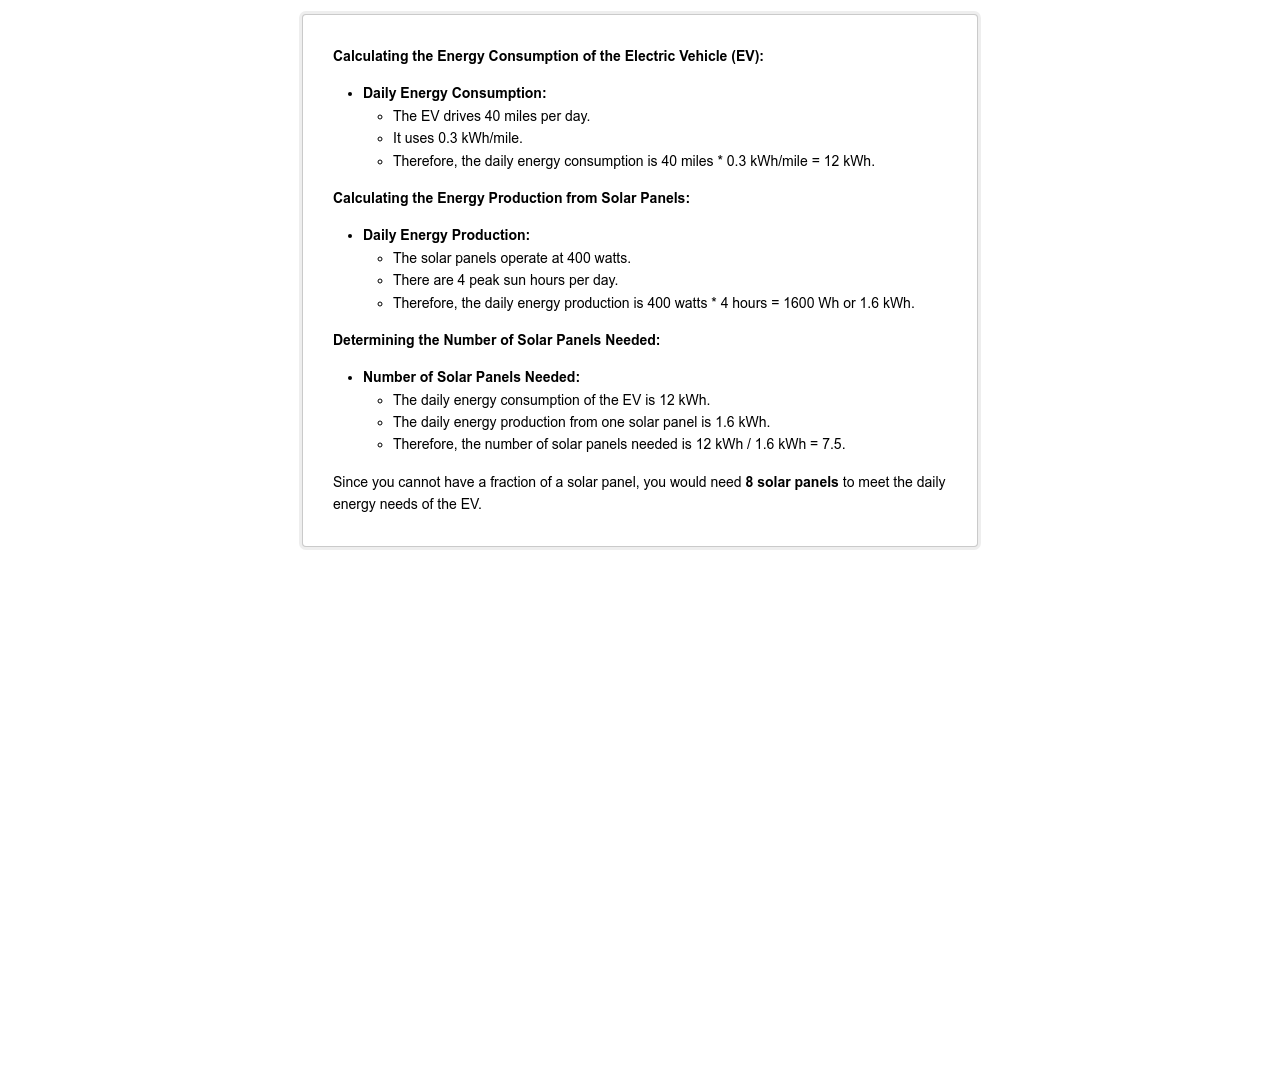 Calculating the Energy Consumption of the Electric Vehicle (EV):
• Daily Energy Consumption:
◦ The EV drives 40 miles per day.
◦ It uses 0.3 kWh/mile.
◦ Therefore, the daily energy consumption is 40 miles * 0.3 kWh/mile = 12 kWh.
Calculating the Energy Production from Solar Panels:
• Daily Energy Production:
◦ The solar panels operate at 400 watts.
◦ There are 4 peak sun hours per day.
◦ Therefore, the daily energy production is 400 watts * 4 hours = 1600 Wh or 1.6 kWh.
Determining the Number of Solar Panels Needed:
• Number of Solar Panels Needed:
◦ The daily energy consumption of the EV is 12 kWh.
◦ The daily energy production from one solar panel is 1.6 kWh.
◦ Therefore, the number of solar panels needed is 12 kWh / 1.6 kWh = 7.5.
Since you cannot have a fraction of a solar panel, you would need 8 solar panels to meet the daily
energy needs of the EV.